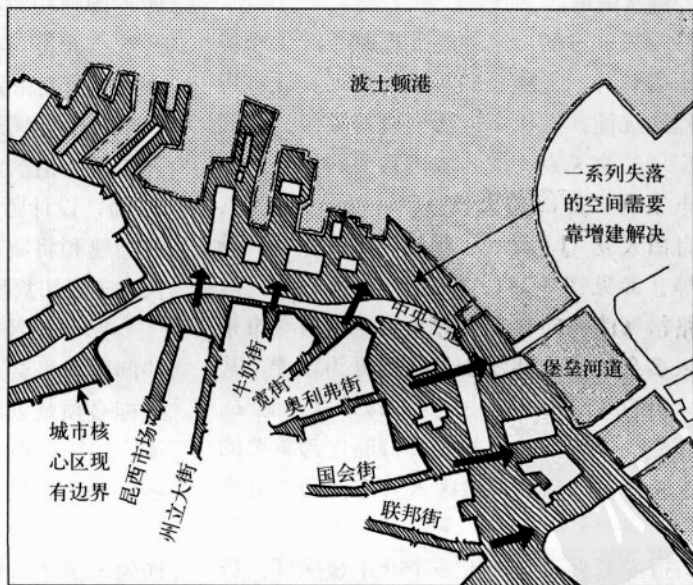 波士顿港
一系列失落
的空间需要
靠增建解决
中央干道
堡垒河道
牛奶街
宽街
奥利弗街
城市核
心区现
有边界
昆西市场
州立大街
国会街
联邦街